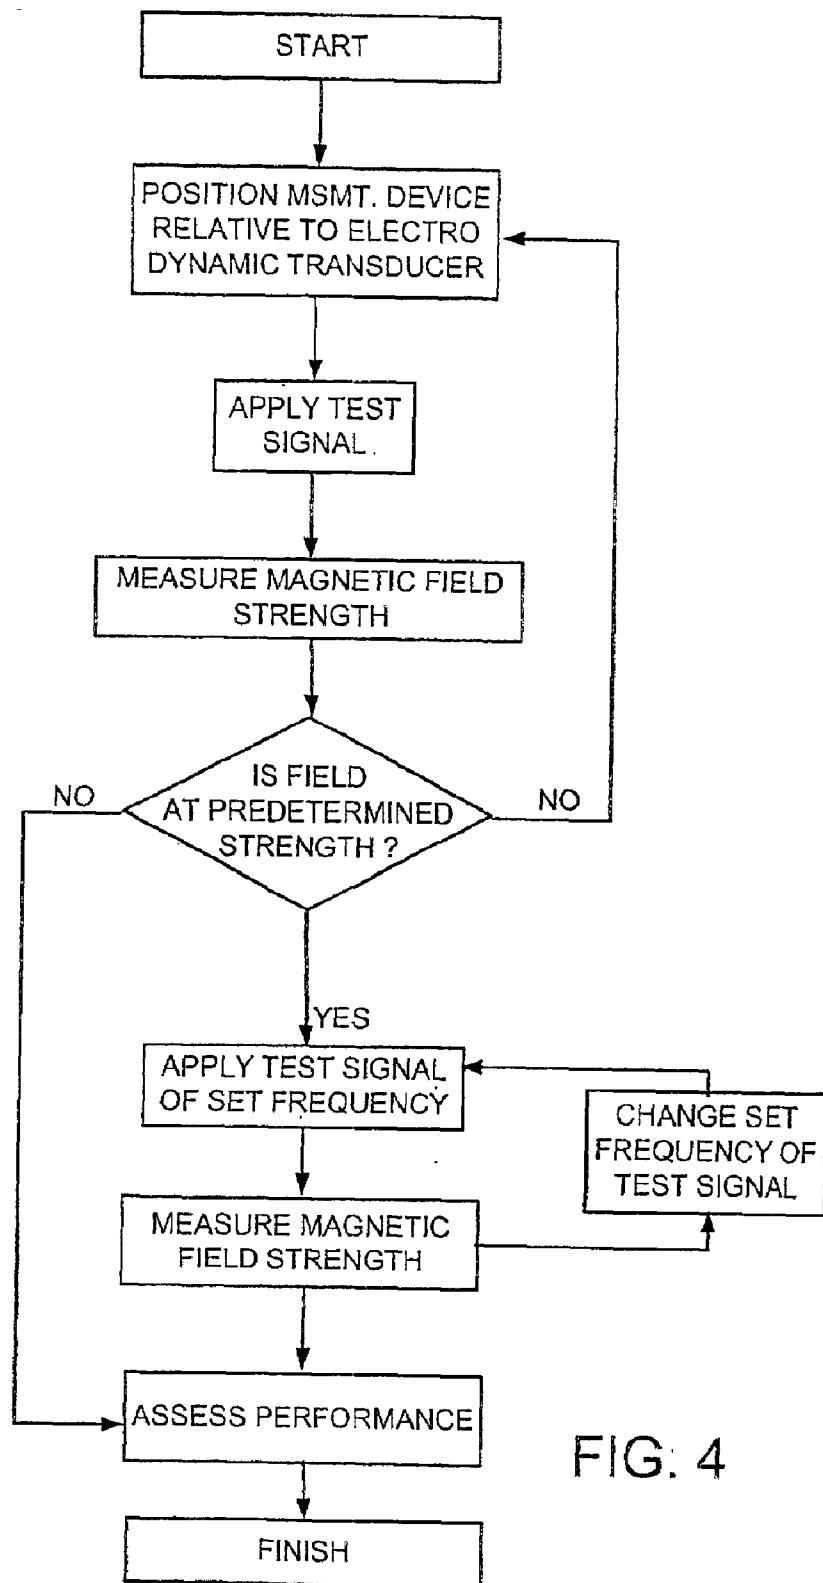 START
POSITION MSMT. DEVICE
RELATIVE TO ELECTRO
DYNAMIC TRANSDUCER
APPLY TEST
SIGNAL.
MEASURE MAGNETIC FIELD
STRENGTH
NO
IS FIELD
AT PREDETERMINED
STRENGTH ?
NO
YES
APPLY TEST SIGNAL
OF SET FREQUENCY
CHANGE SET
FREQUENCY OF
TEST SIGNAL
MEASURE MAGNETIC
FIELD STRENGTH
ASSESS PERFORMANCE
FIG. 4
FINISH